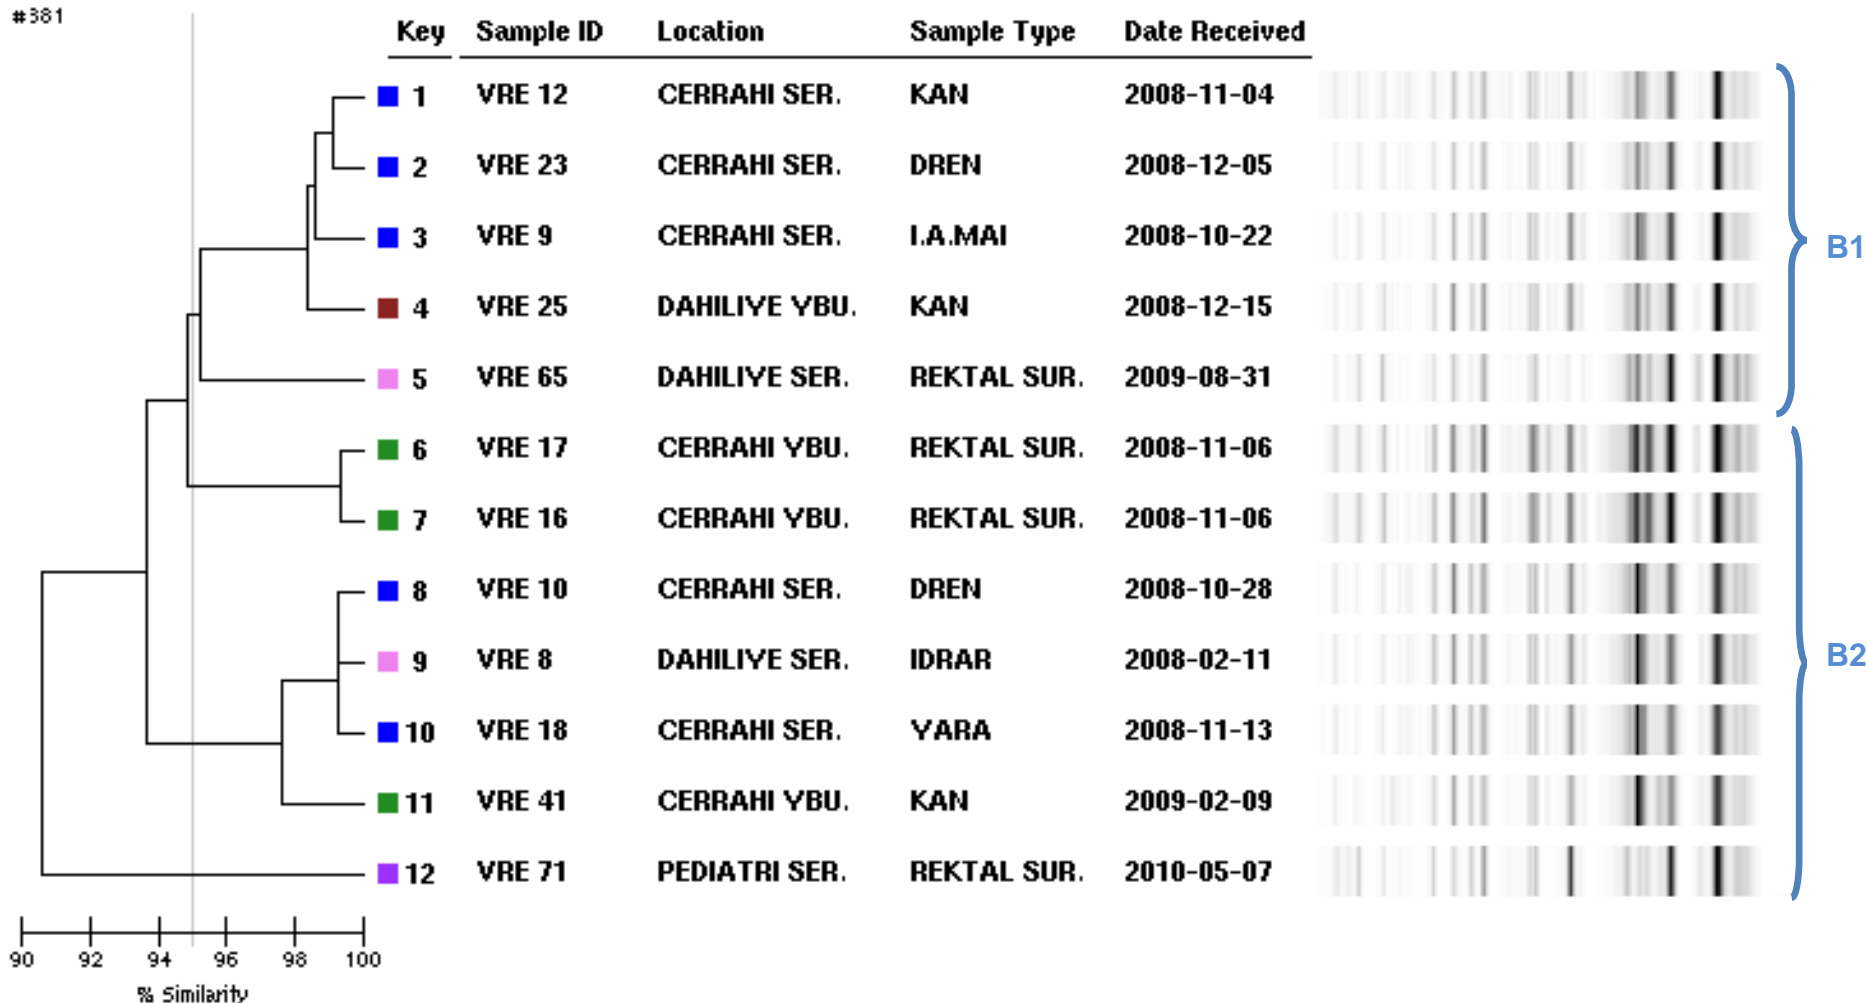 #381
Key Sample ID Location Sample Type Date Received
1 VRE 12 CERRAHI SER. KAN 2008-11-04
2 VRE 23 CERRAHI SER. DREN 2008-12-05
3 VRE 9 CERRAHI SER. I.A.MAI 2008-10-22
B1
4 VRE 25 DAHILIYE YBU. KAN 2008-12-15
5 VRE 65 DAHILIYE SER. REKTAL SUR. 2009-08-31
6 VRE 17 CERRAHI YBU. REKTAL SUR. 2008-11-06
7 VRE 16 CERRAHI YBU. REKTAL SUR. 2008-11-06
8 VRE 10 CERRAHI SER. DREN 2008-10-28
9 VRE 8 DAHILIYE SER. IDRAR 2008-02-11
B2
10 VRE 18 CERRAHI SER. YARA 2008-11-13
11 VRE 41 CERRAHI YBU. KAN 2009-02-09
12 VRE 71 PEDIATRI SER. REKTAL SUR. 2010-05-07
90 92 94 96 98 100
% Similarity